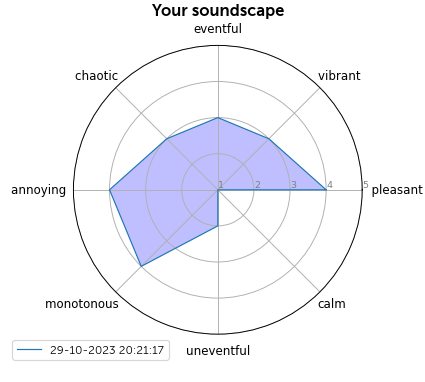 Your soundscape
eventful
chaotic
vibrant
annoying
1 2 3 4 5
pleasant
monotonous
calm
uneventful
29-10-2023 20:21:17